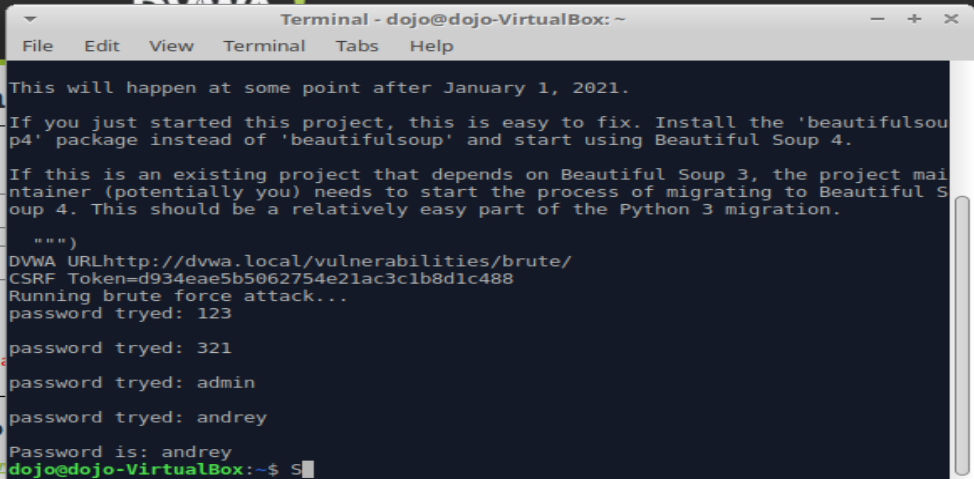 Terminal - dojo@dojo-VirtualBox: ~
File Edit View Terminal Tabs Help
This will happen at some point after January 1, 2021.
If you just started this project, this is easy to fix. Install the 'beautifulsou
p4' package instead of 'beautifulsoup' and start using Beautiful Soup 4.
If this is an existing project that depends on Beautiful Soup 3, the project mai
ntainer (potentially you) needs to start the process of migrating to Beautiful S
oup 4. This should be a relatively easy part of the Python 3 migration.
""")
DVWA URLhttp://dvwa.local/vulnerabilities/brute/
CSRF Token=d934eae5b5062754e21ac3c1b8d1c488
Running brute force attack...
password tryed: 123
password tryed: 321
password tryed: admin
password tryed: andrey
Password is: andrey
dojo@dojo-VirtualBox:~$ S